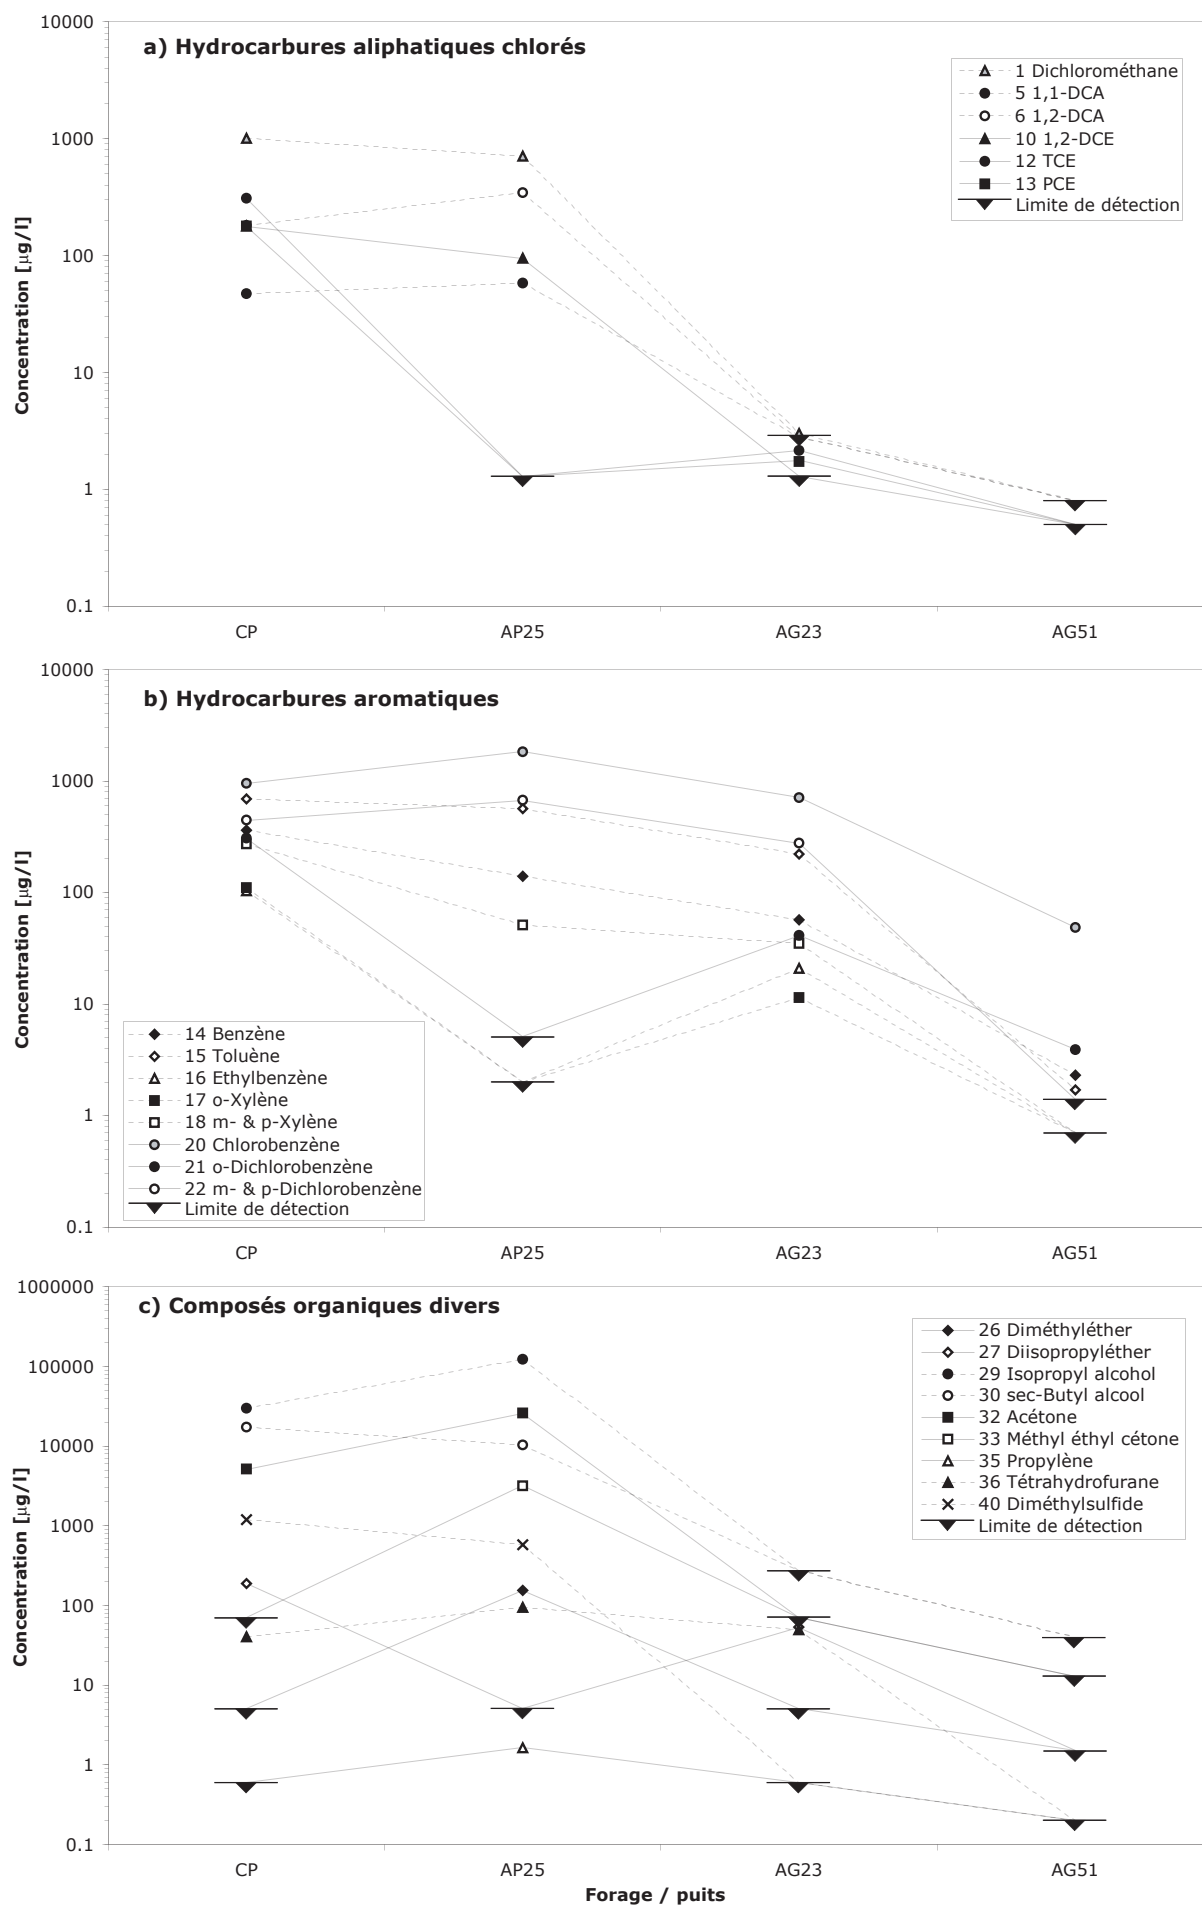 a) Hydrocarbures aliphatiques chlorés
10000
1000
100
10
1
0.1
Concentration [µg/l]
1 Dichlorométhane
5 1,1-DCA
6 1,2-DCA
10 1,2-DCE
12 TCE
13 PCE
Limite de détection
CP AP25 AG23 AG51
b) Hydrocarbures aromatiques
10000
1000
100
10
1
0.1
Concentration [µg/l]
14 Benzène
15 Toluène
16 Ethylbenzène
17 o-Xylène
18 m- & p-Xylène
20 Chlorobenzène
21 o-Dichlorobenzène
22 m- & p-Dichlorobenzène
Limite de détection
CP AP25 AG23 AG51
c) Composés organiques divers
1000000
100000
10000
1000
100
10
1
0.1
Concentration [µg/l]
26 Diméthyléther
27 Diisopropyléther
29 Isopropyl alcohol
30 sec-Butyl alcool
32 Acétone
33 Méthyl éthyl cétone
35 Propylène
36 Tétrahydrofurane
40 Diméthylsulfide
Limite de détection
CP AP25 AG23 AG51
Forage / puits